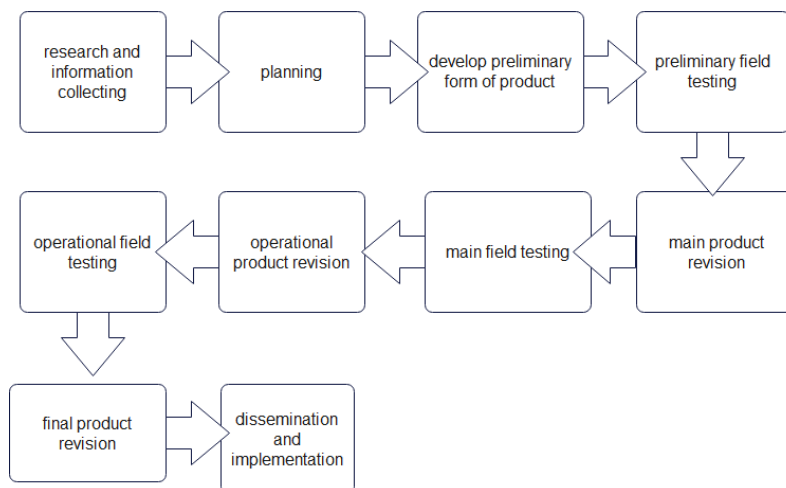 research and
information
collecting
planning
develop preliminary
form of product
preliminary field
testing
main product
revision
main field testing
operational
product revision
operational field
testing
final product
revision
dissemination
and
implementation